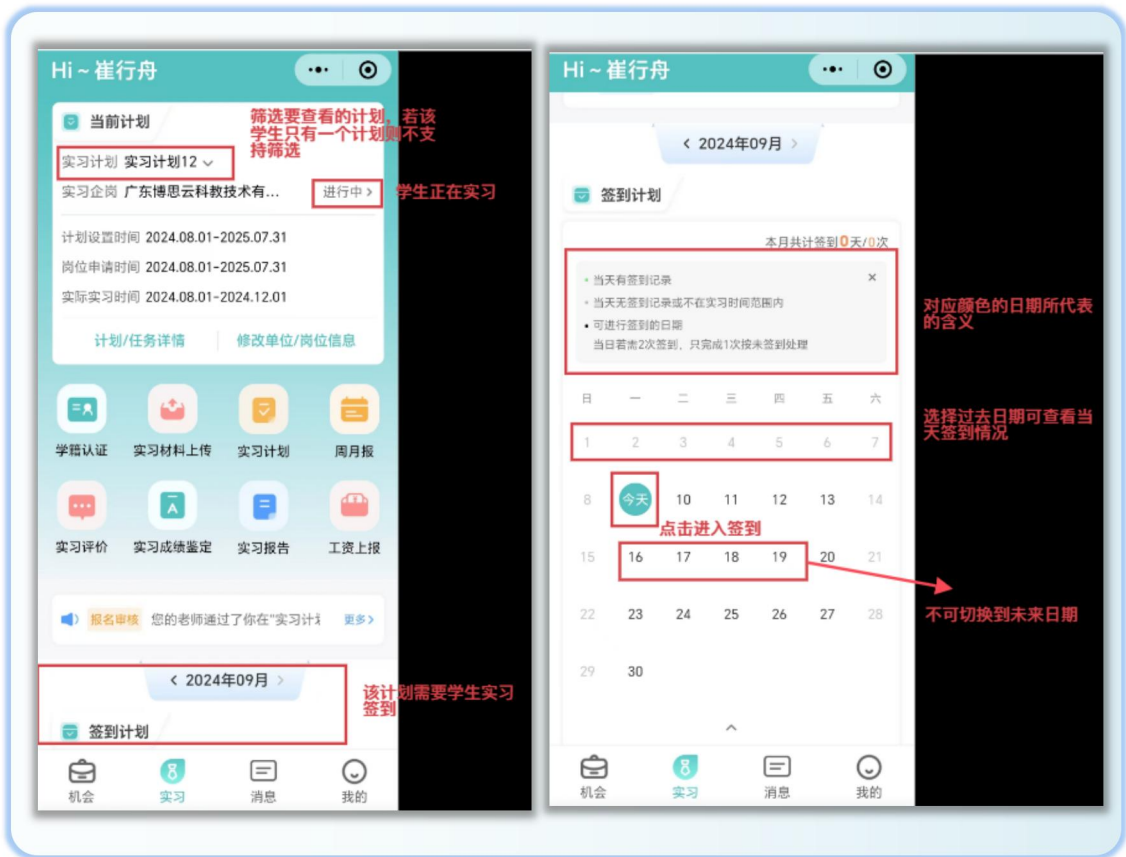 Hi ~ 崔行舟
当前计划
筛选要查看的计划，若该
学生只有一个计划则不支
持筛选
实习计划 实习计划12
实习企岗 广东博思云科教技术有...
进行中 >
学生正在实习
计划设置时间 2024.08.01-2025.07.31
岗位申请时间 2024.08.01-2025.07.31
实际实习时间 2024.08.01-2024.12.01
计划/任务详情
修改单位/岗位信息
学籍认证 实习材料上传 实习计划 周月报
实习评价 实习成绩鉴定 实习报告 工资上报
报名审核 您的老师通过了你在"实习计
更多>
< 2024年09月 >
该计划需要学生实习
签到
签到计划
机会 实习 消息 我的
Hi ~ 崔行舟
< 2024年09月 >
签到计划
本月共计签到0天/0次
当天有签到记录
×
当天无签到记录或不在实习时间范围内
可进行签到的日期
当日若需2次签到，只完成1次按未签到处理
对应颜色的日期所代表
的含义
日 一 二 三 四 五 六
选择过去日期可查看当
天签到情况
1 2 3 4 5 6 7
8 今天 10 11 12 13 14
点击进入签到
15 16 17 18 19 20 21
不可切换到未来日期
22 23 24 25 26 27 28
29 30
机会 实习 消息 我的